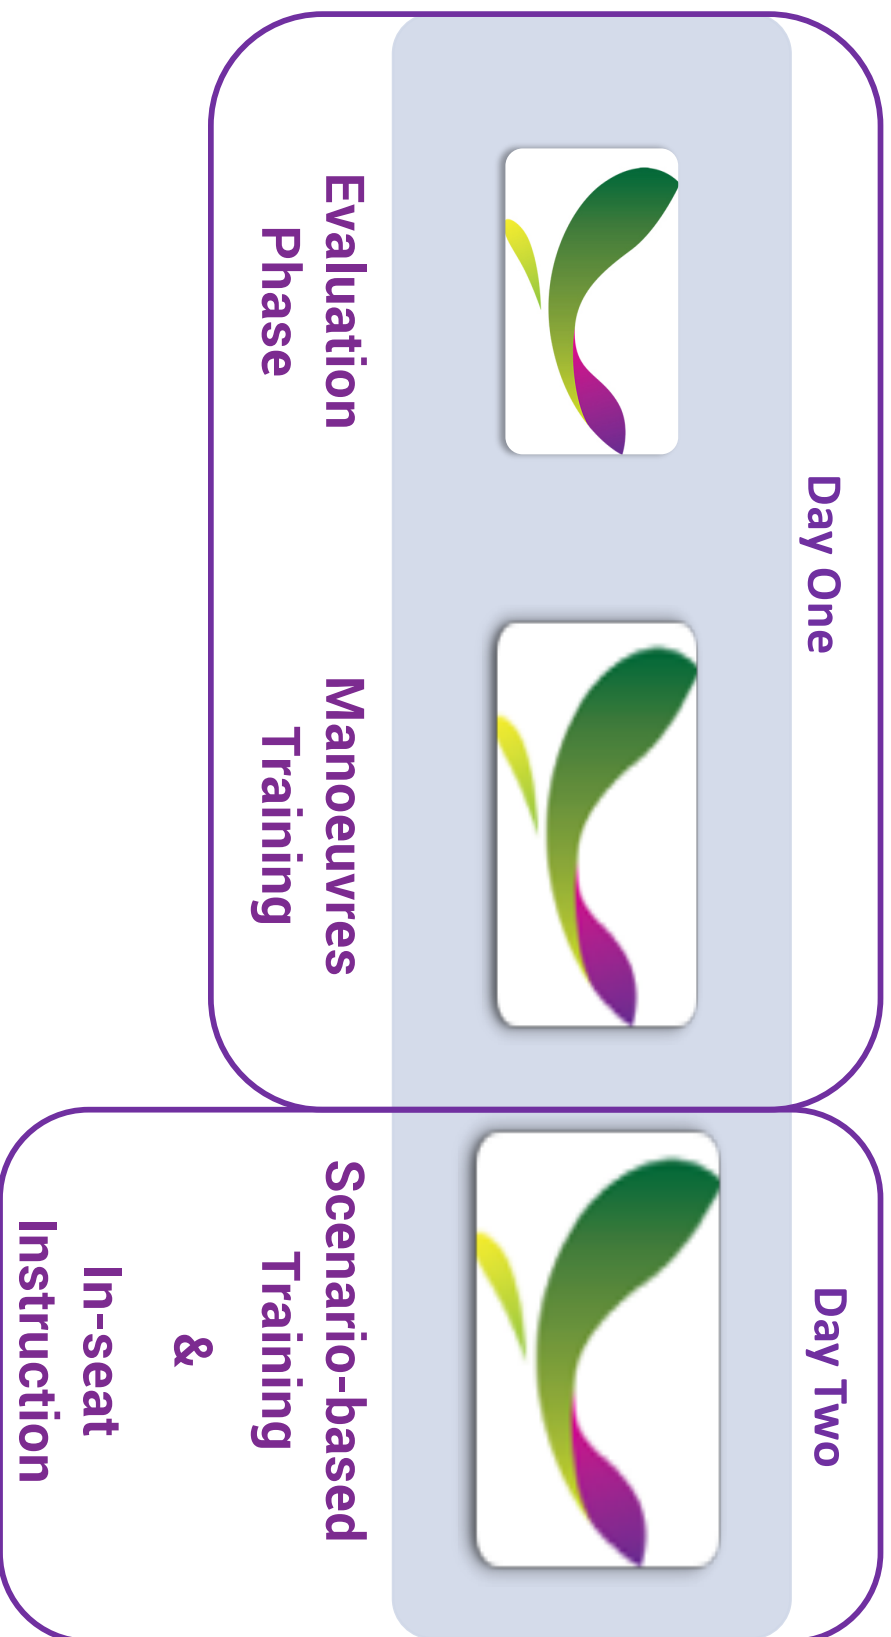 Day One
Evaluation
Phase
Manoeuvres
Training
Day Two
Scenario-based
Training
&
In-seat
Instruction